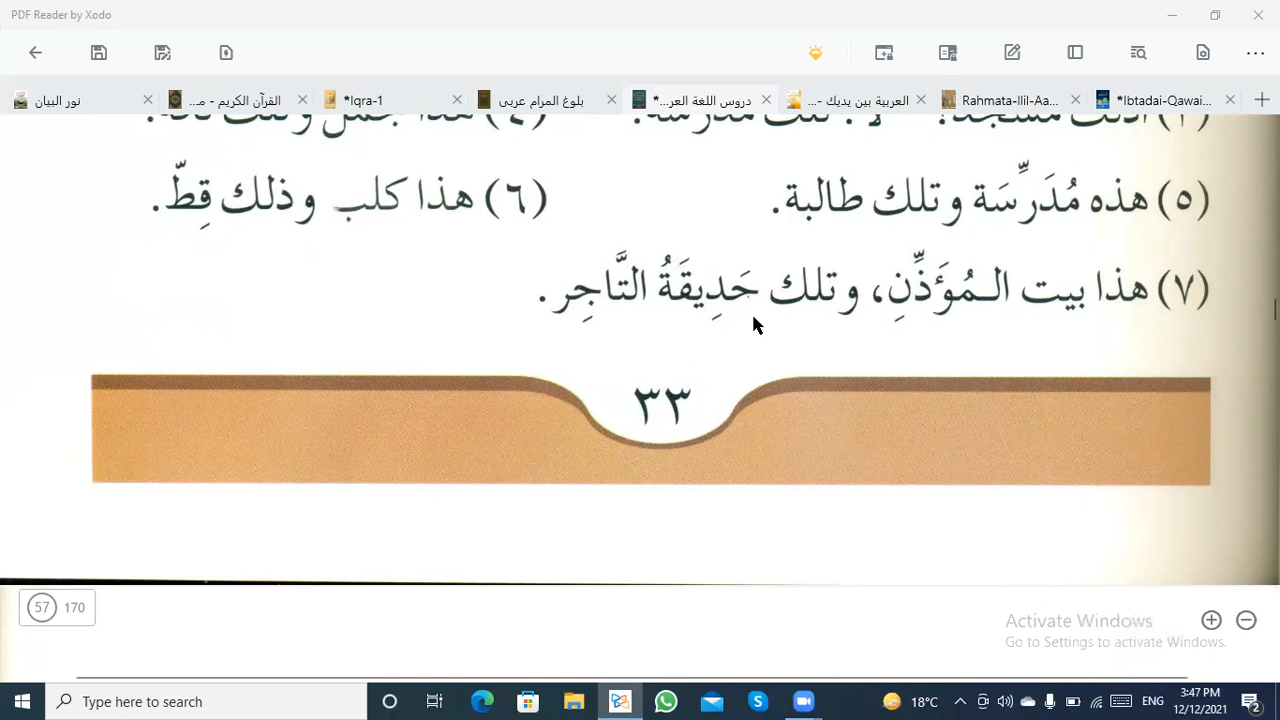 PDF Reader by Xodo
نور البيان
القرآن الكريم - صو...
*Iqra-1
بلوغ المرام عربى
*دروس اللغة العر...
العربية بين يديك -...
Rahmata-llil-Aa...
*Ibtadai-Qawai...
(٥) هذه مُدَرِّسَة وتلك طالبة. (٦) هذا كلب وذلك قِطّ.
(٧) هذا بيت الـمُؤَذِّنِ، وتلك حَدِيقَةُ التَّاجِر.
٣٣
57 170
Activate Windows
Go to Settings to activate Windows.
Type here to search
18°C
ENG
3:47 PM
12/12/2021
2